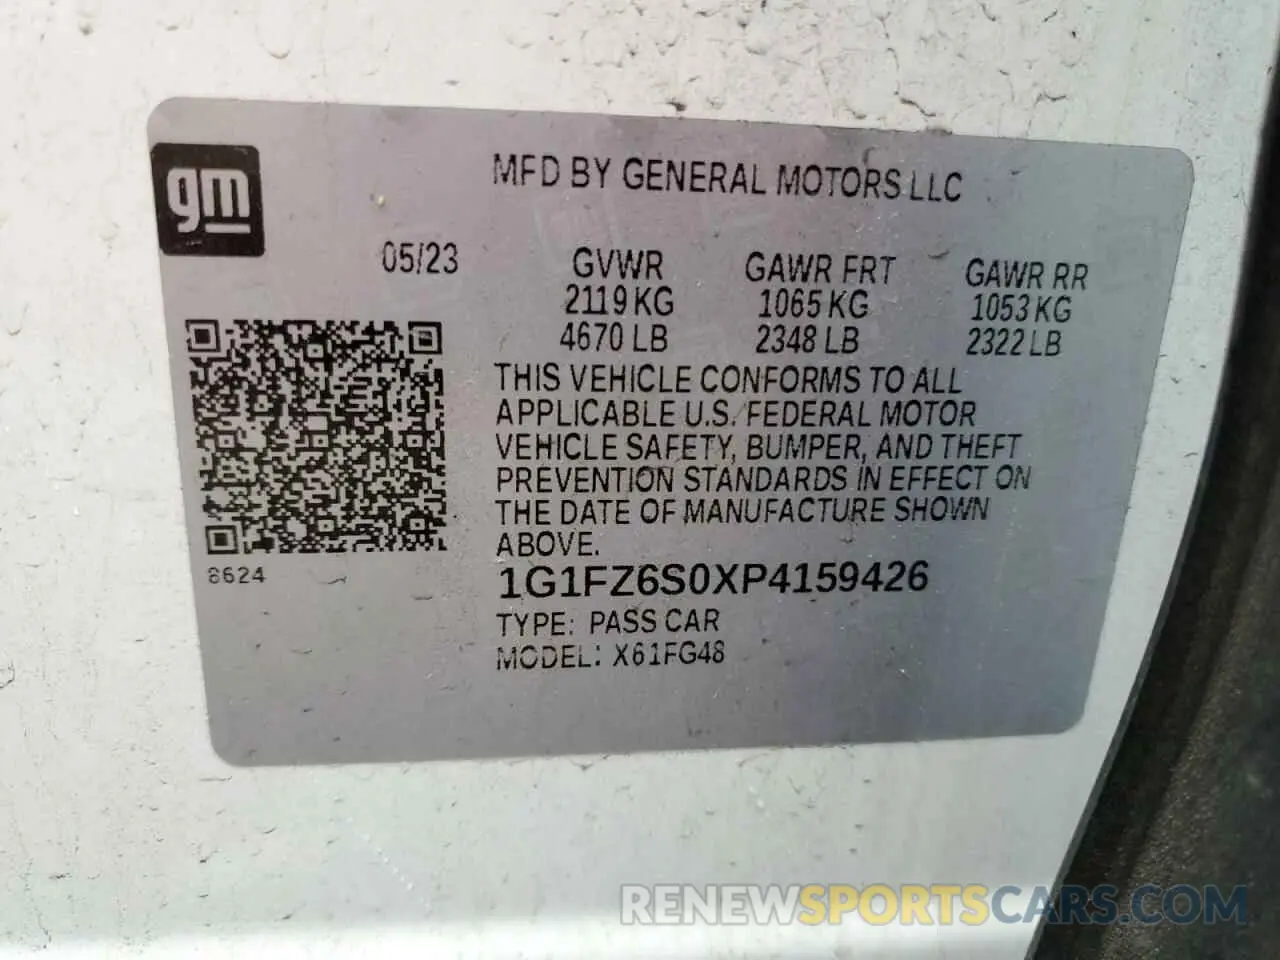 gm
MFD BY GENERAL MOTORS LLC
05/23
GVWR GAWR FRT GAWR RR
2119 KG 1065 KG 1053 KG
4670 LB 2348 LB 2322 LB
THIS VEHICLE CONFORMS TO ALL
APPLICABLE U.S. FEDERAL MOTOR
VEHICLE SAFETY, BUMPER, AND THEFT
PREVENTION STANDARDS IN EFFECT ON
THE DATE OF MANUFACTURE SHOWN
ABOVE.
8624
1G1FZ6S0XP4159426
TYPE: PASS CAR
MODEL: X61FG48
RENEWSPORTSCARS.COM